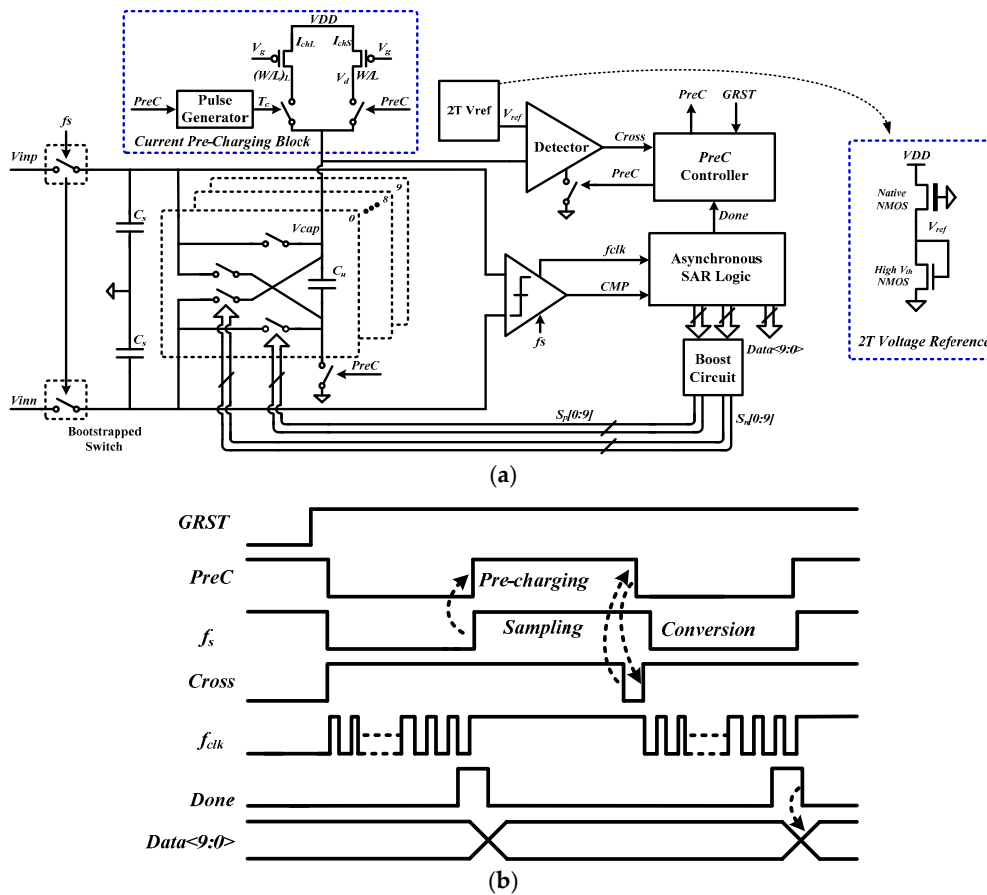 VDD
Vg
IchL
IchS
Vg
(W/L)L
Vd
W/L
PreC
Pulse
Generator
Tc
PreC
Current Pre-Charging Block
2T Vref
Vref
Detector
Cross
PreC
GRST
PreC
Controller
PreC
Done
fs
Vinp
Cs
Cs
Vinn
Bootstrapped
Switch
0
8
9
Vcap
Cu
PreC
fs
fclk
CMP
Asynchronous
SAR Logic
Data<9:0>
Boost
Circuit
Sp[0:9]
Sn[0:9]
VDD
Native
NMOS
Vref
High Vth
NMOS
2T Voltage Reference
(a)
GRST
PreC
Pre-charging
fs
Sampling
Conversion
Cross
fclk
Done
Data<9:0>
(b)